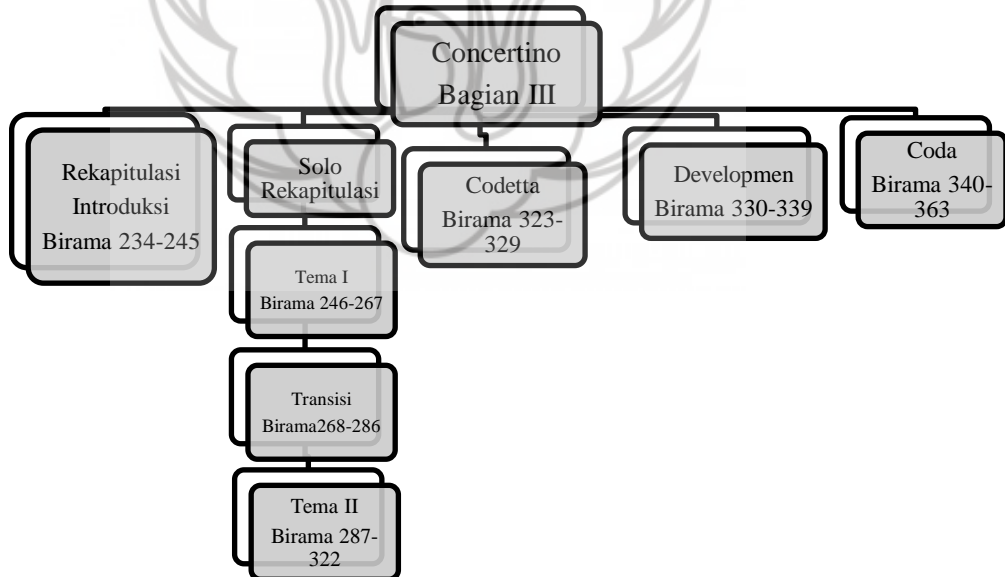 Concertino
Bagian III
Rekapitulasi
Introduksi
Birama 234-245
Solo
Rekapitulasi
Tema I
Birama 246-267
Transisi
Birama268-286
Tema II
Birama 287-
322
Codetta
Birama 323-
329
Developmen
Birama 330-339
Coda
Birama 340-
363